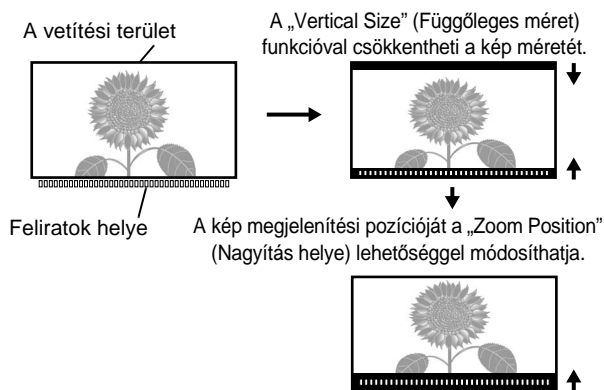 A vetítési terület
A „Vertical Size” (Függőleges méret)
funkcióval csökkentheti a kép méretét.
Feliratok helye
A kép megjelenítési pozícióját a „Zoom Position”
(Nagyítás helye) lehetőséggel módosíthatja.